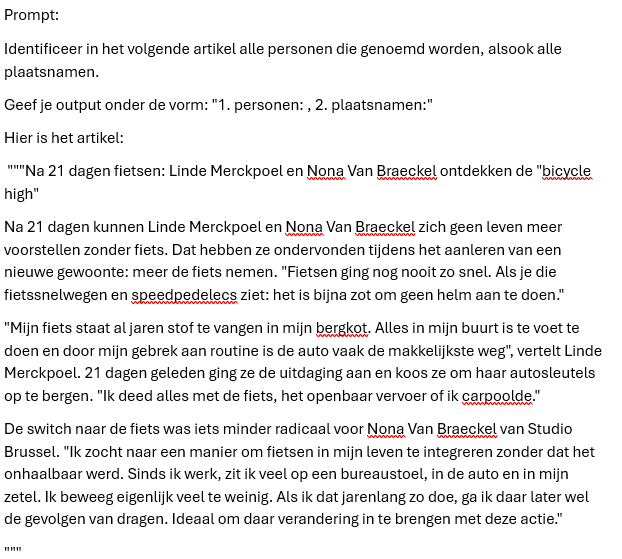 Prompt:
Identificeer in het volgende artikel alle personen die genoemd worden, alsook alle
plaatsnamen.
Geef je output onder de vorm: "1. personen: , 2. plaatsnamen:"
Hier is het artikel:
"""Na 21 dagen fietsen: Linde Merckpoel en Nona Van Braeckel ontdekken de "bicycle
high"
Na 21 dagen kunnen Linde Merckpoel en Nona Van Braeckel zich geen leven meer
voorstellen zonder fiets. Dat hebben ze ondervonden tijdens het aanleren van een
nieuwe gewoonte: meer de fiets nemen. "Fietsen ging nog nooit zo snel. Als je die
fietssnelwegen en speedpedelecs ziet: het is bijna zot om geen helm aan te doen."
"Mijn fiets staat al jaren stof te vangen in mijn bergkot. Alles in mijn buurt is te voet te
doen en door mijn gebrek aan routine is de auto vaak de makkelijkste weg", vertelt Linde
Merckpoel. 21 dagen geleden ging ze de uitdaging aan en koos ze om haar autosleutels
op te bergen. "Ik deed alles met de fiets, het openbaar vervoer of ik carpoolde."
De switch naar de fiets was iets minder radicaal voor Nona Van Braeckel van Studio
Brussel. "Ik zocht naar een manier om fietsen in mijn leven te integreren zonder dat het
onhaalbaar werd. Sinds ik werk, zit ik veel op een bureaustoel, in de auto en in mijn
zetel. Ik beweeg eigenlijk veel te weinig. Als ik dat jarenlang zo doe, ga ik daar later wel
de gevolgen van dragen. Ideaal om daar verandering in te brengen met deze actie."
"""